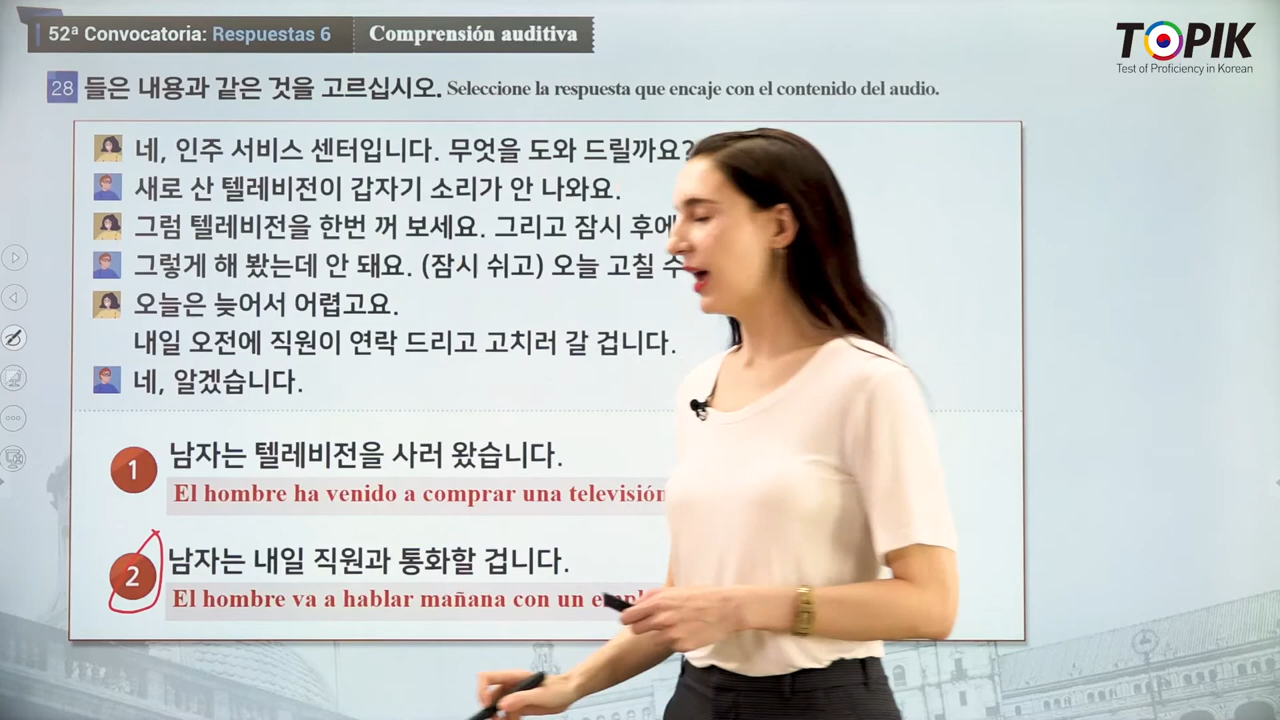 52ª Convocatoria: Respuestas 6
Comprensión auditiva
TOPIK
Test of Proficiency in Korean
28 들은 내용과 같은 것을 고르십시오. Seleccione la respuesta que encaje con el contenido del audio.
네, 인주 서비스 센터입니다. 무엇을 도와 드릴까요?
새로 산 텔레비전이 갑자기 소리가 안 나와요.
그럼 텔레비전을 한번 꺼 보세요. 그리고 잠시 후에
그렇게 해 봤는데 안 돼요. (잠시 쉬고) 오늘 고칠 수
오늘은 늦어서 어렵고요.
내일 오전에 직원이 연락 드리고 고치러 갈 겁니다.
네, 알겠습니다.
1 남자는 텔레비전을 사러 왔습니다.
El hombre ha venido a comprar una televisión
2 남자는 내일 직원과 통화할 겁니다.
El hombre va a hablar mañana con un